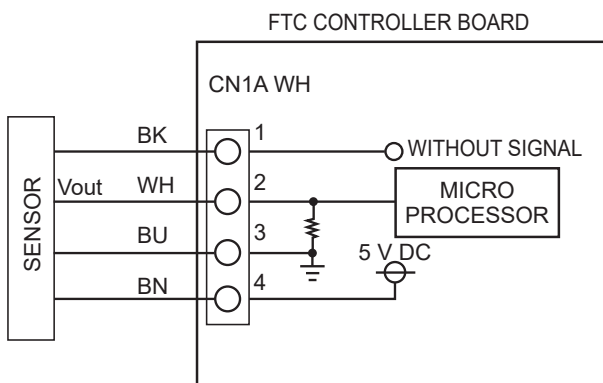 FTC CONTROLLER BOARD
CN1A WH
BK 1 WITHOUT SIGNAL
Vout WH 2 MICRO
PROCESSOR
SENSOR
BU 3
5 V DC
BN 4